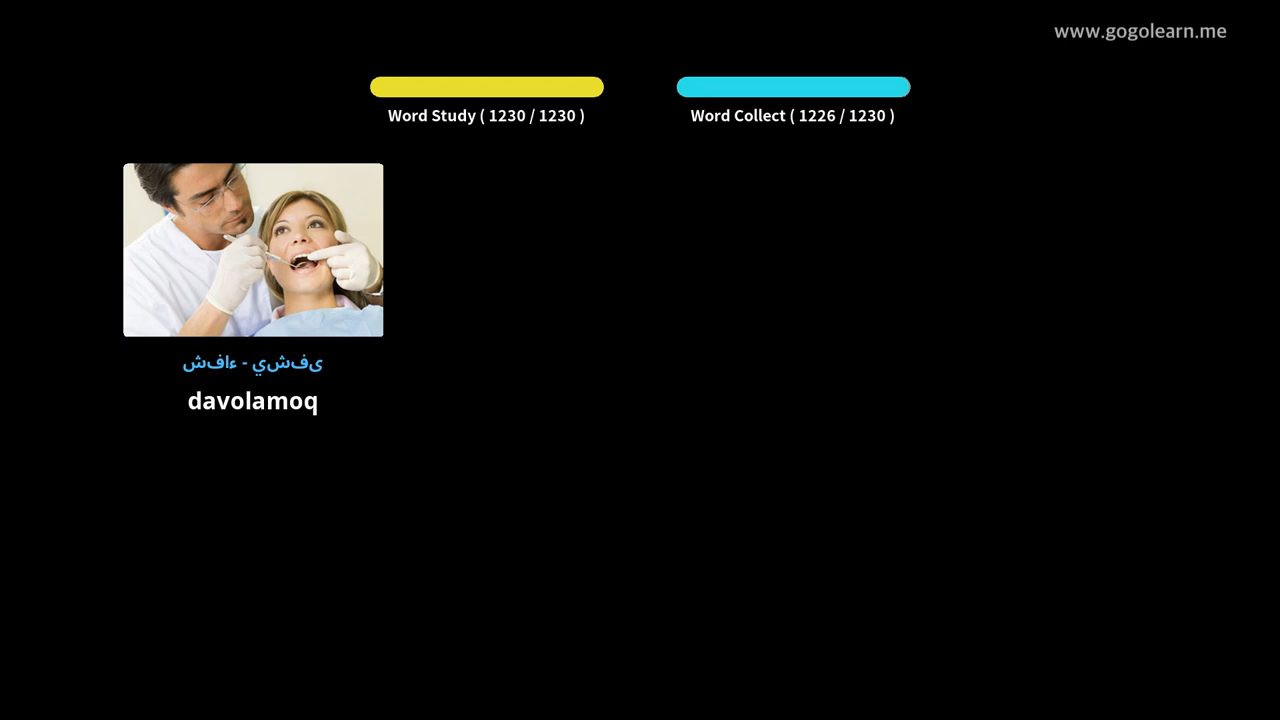 www.gogolearn.me
Word Study ( 1230 / 1230 )
Word Collect ( 1226 / 1230 )
ىفشي - ءافش
davolamoq